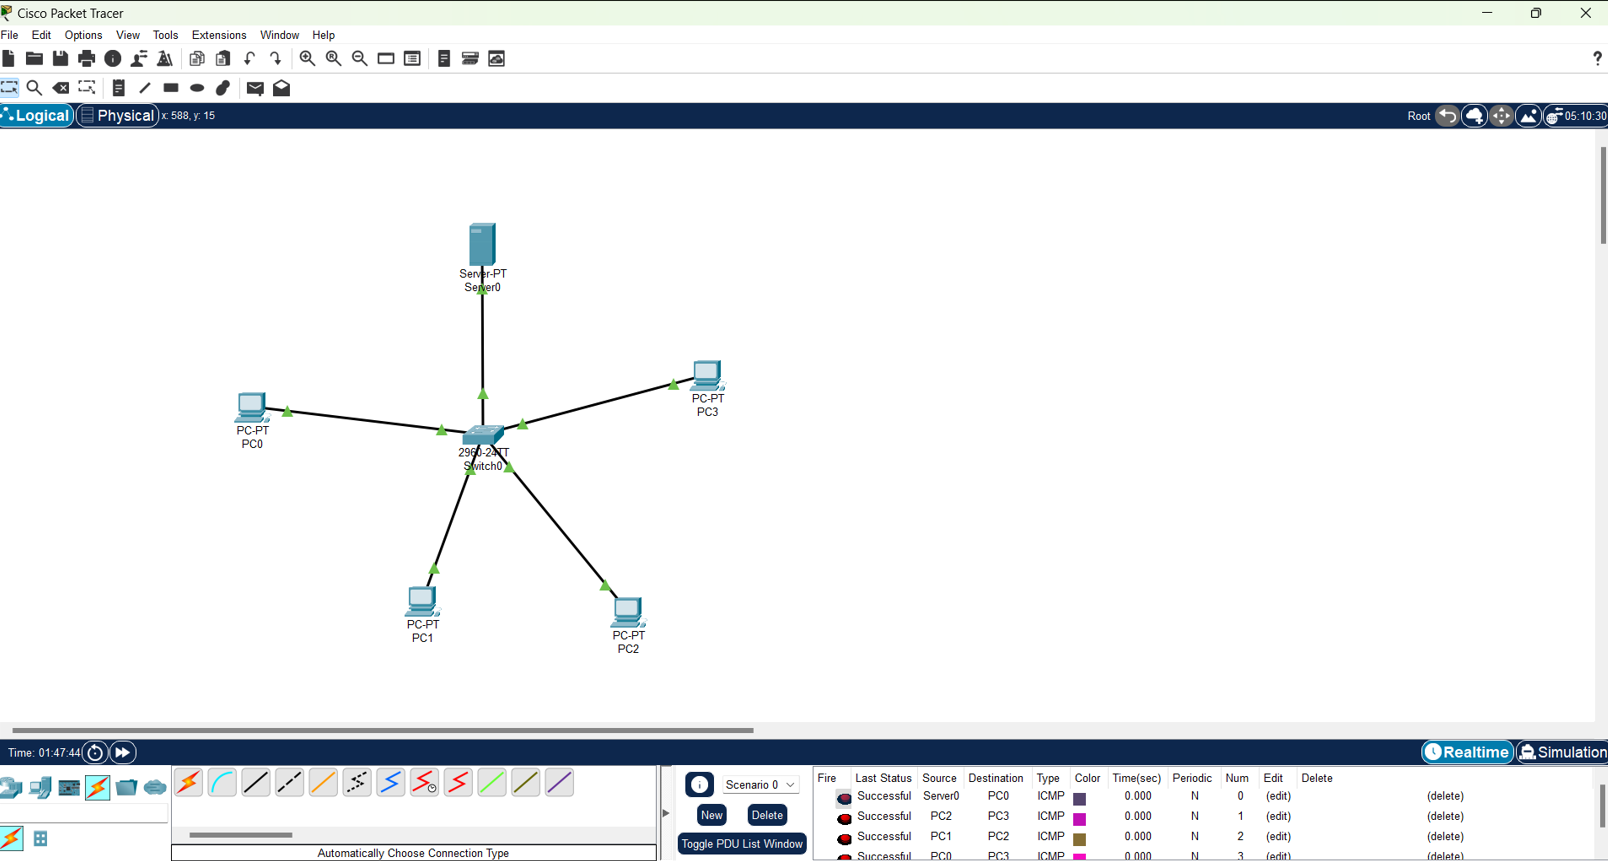 Cisco Packet Tracer
File Edit Options View Tools Extensions Window Help
?
Logical Physical x: 588, y: 15 Root 05:10:30
Server-PT
Server0
PC-PT
PC3
PC-PT
PC0
2960-24TT
Switch0
PC-PT
PC1
PC-PT
PC2
Time: 01:47:44 Realtime Simulation
Scenario 0
New Delete
Toggle PDU List Window
Automatically Choose Connection Type
Fire Last Status Source Destination Type Color Time(sec) Periodic Num Edit Delete
Successful Server0 PC0 ICMP 0.000 N 0 (edit) (delete)
Successful PC2 PC3 ICMP 0.000 N 1 (edit) (delete)
Successful PC1 PC2 ICMP 0.000 N 2 (edit) (delete)
Successful PC0 PC3 ICMP 0.000 N 3 (edit) (delete)